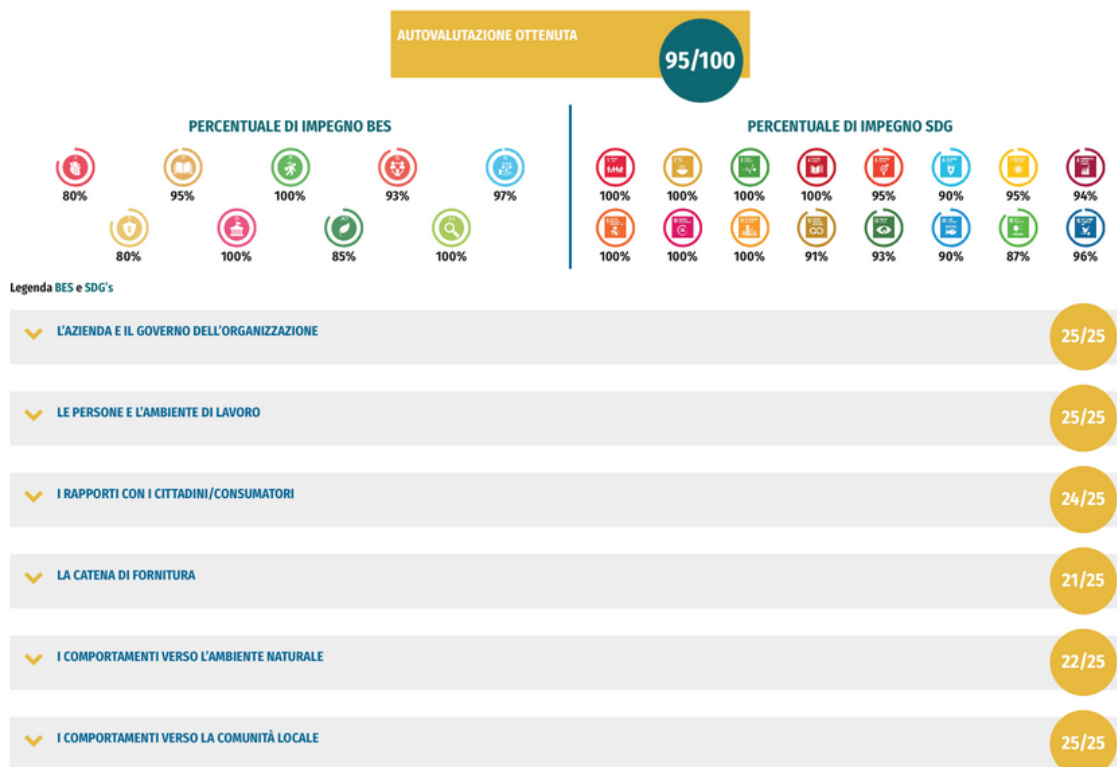 AUTOVALUTAZIONE OTTENUTA
95/100
PERCENTUALE DI IMPEGNO BES
80% 95% 100% 93% 97%
80% 100% 85% 100%
PERCENTUALE DI IMPEGNO SDG
100% 100% 100% 100% 95% 90% 95% 94%
100% 100% 100% 91% 93% 90% 87% 96%
Legenda BES e SDG's
L'AZIENDA E IL GOVERNO DELL'ORGANIZZAZIONE
25/25
LE PERSONE E L'AMBIENTE DI LAVORO
25/25
I RAPPORTI CON I CITTADINI/CONSUMATORI
24/25
LA CATENA DI FORNITURA
21/25
I COMPORTAMENTI VERSO L'AMBIENTE NATURALE
22/25
I COMPORTAMENTI VERSO LA COMUNITÀ LOCALE
25/25